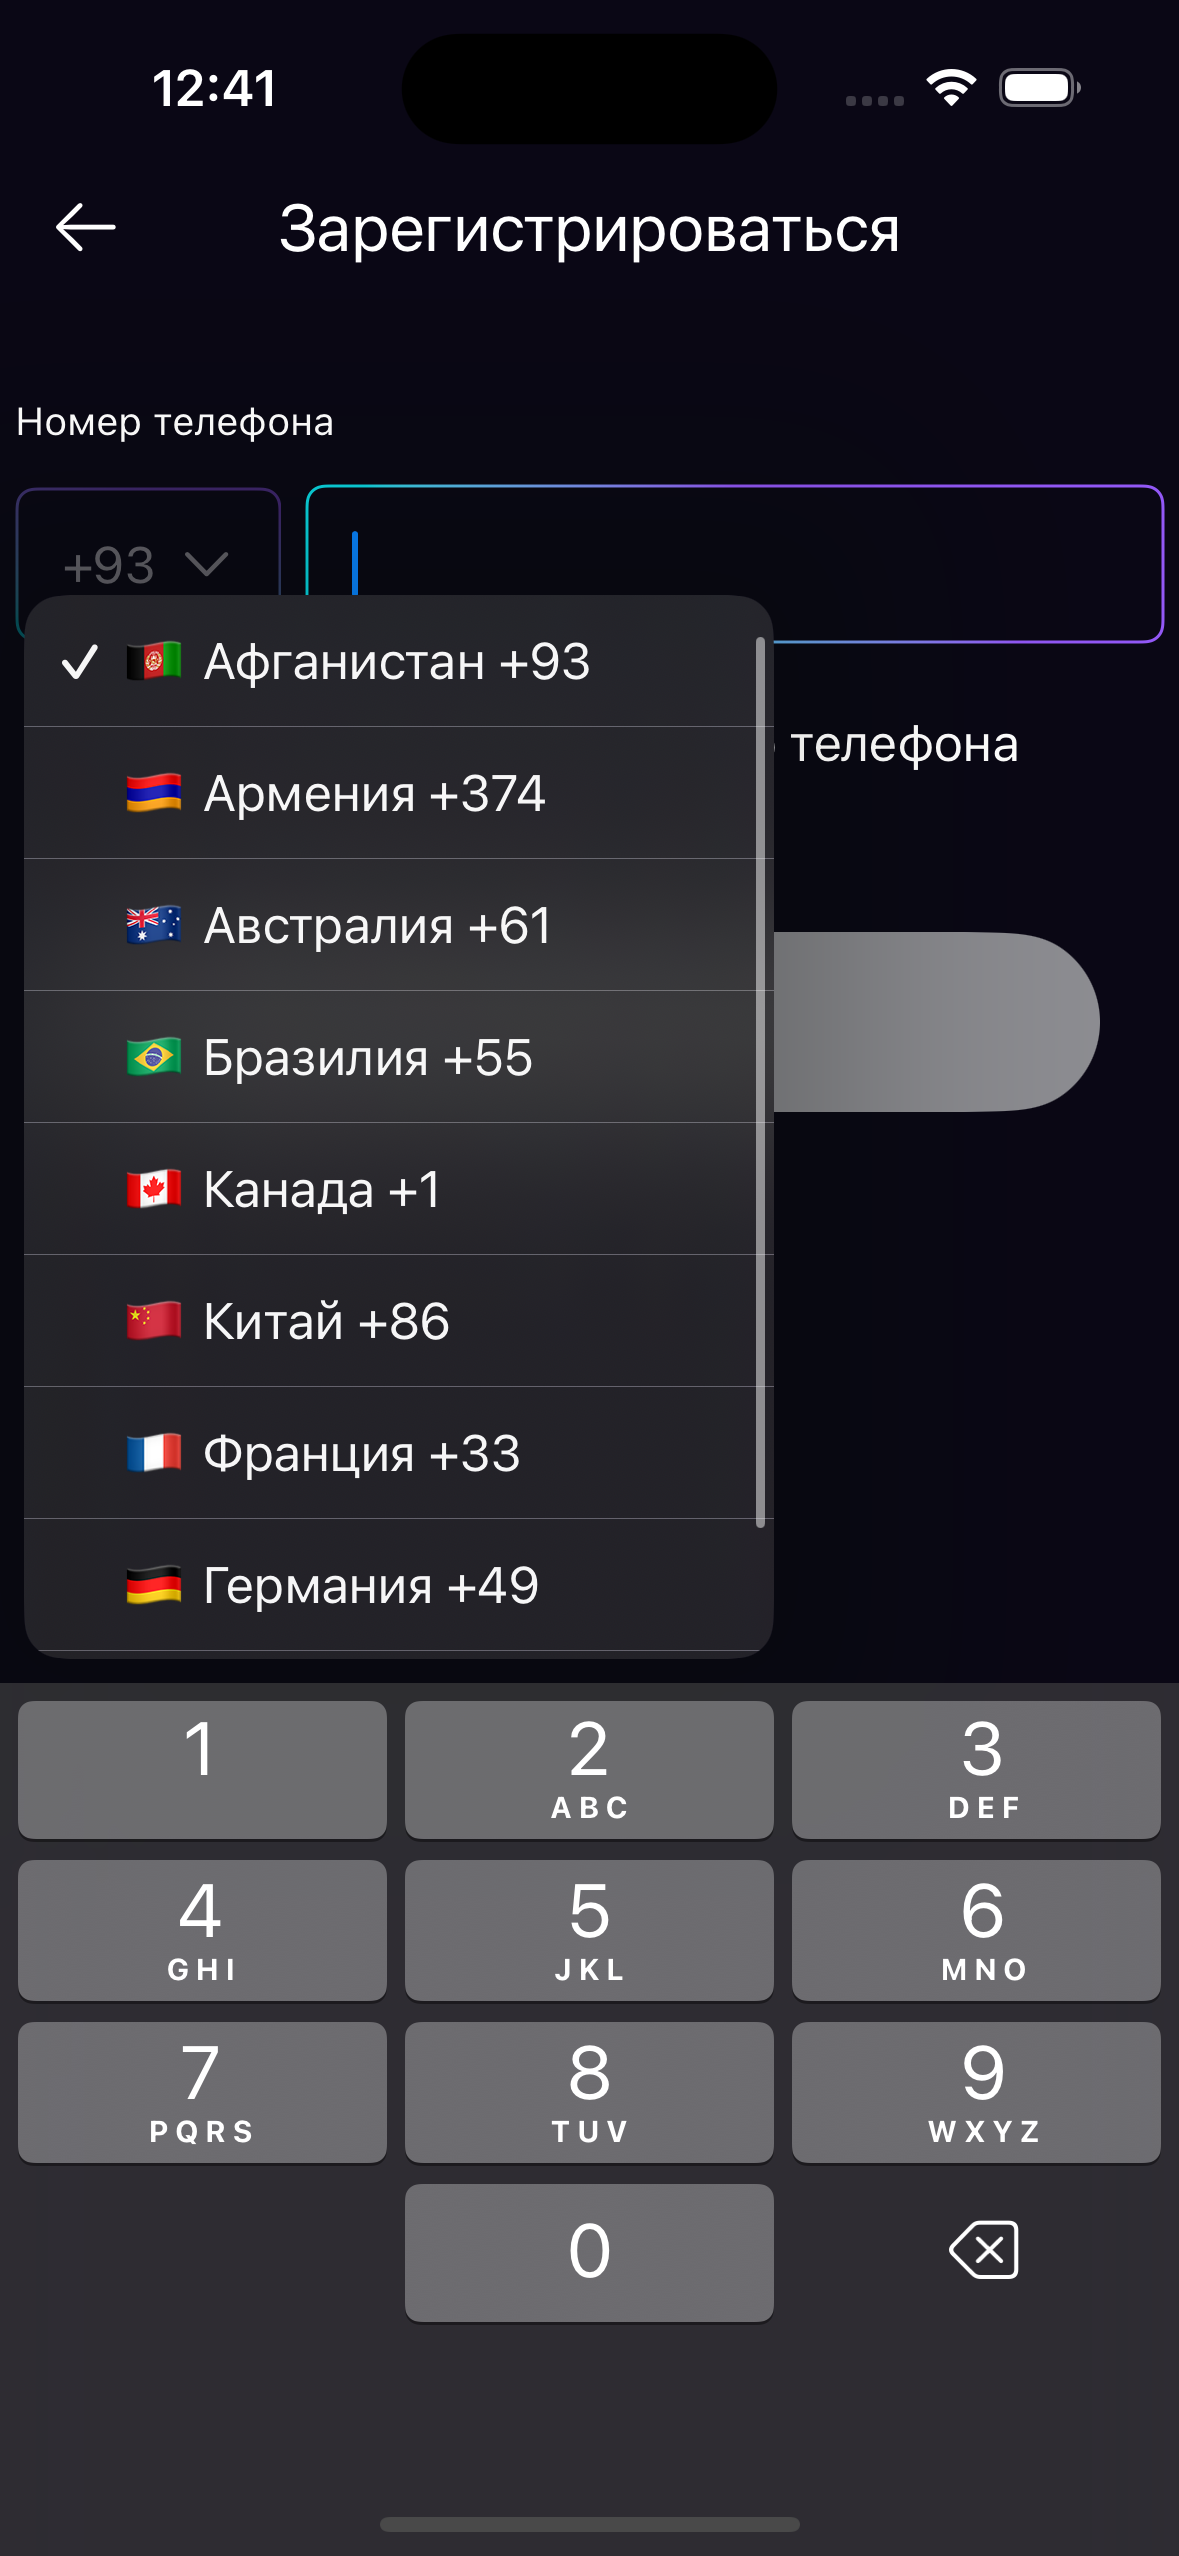 12:41
Зарегистрироваться
Номер телефона
+93
Афганистан +93
телефона
Армения +374
Австралия +61
Бразилия +55
Канада +1
Китай +86
Франция +33
Германия +49
1
2
ABC
3
DEF
4
GHI
5
JKL
6
MNO
7
PQRS
8
TUV
9
WXYZ
0